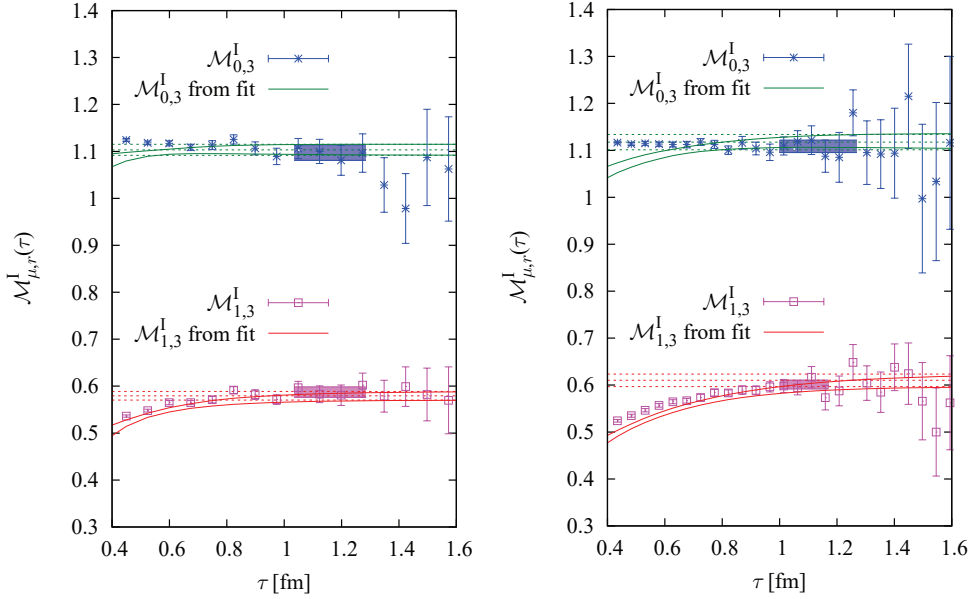 1.4
1.3
1.2
1.1
1
0.9
0.8
0.7
0.6
0.5
0.4
0.3
0.4 0.6 0.8 1 1.2 1.4 1.6
τ [fm]
ℳ^I_{μ,r}(τ)
ℳ^I_{0,3}
ℳ^I_{0,3} from fit
ℳ^I_{1,3}
ℳ^I_{1,3} from fit
1.4
1.3
1.2
1.1
1
0.9
0.8
0.7
0.6
0.5
0.4
0.3
0.4 0.6 0.8 1 1.2 1.4 1.6
τ [fm]
ℳ^I_{μ,r}(τ)
ℳ^I_{0,3}
ℳ^I_{0,3} from fit
ℳ^I_{1,3}
ℳ^I_{1,3} from fit